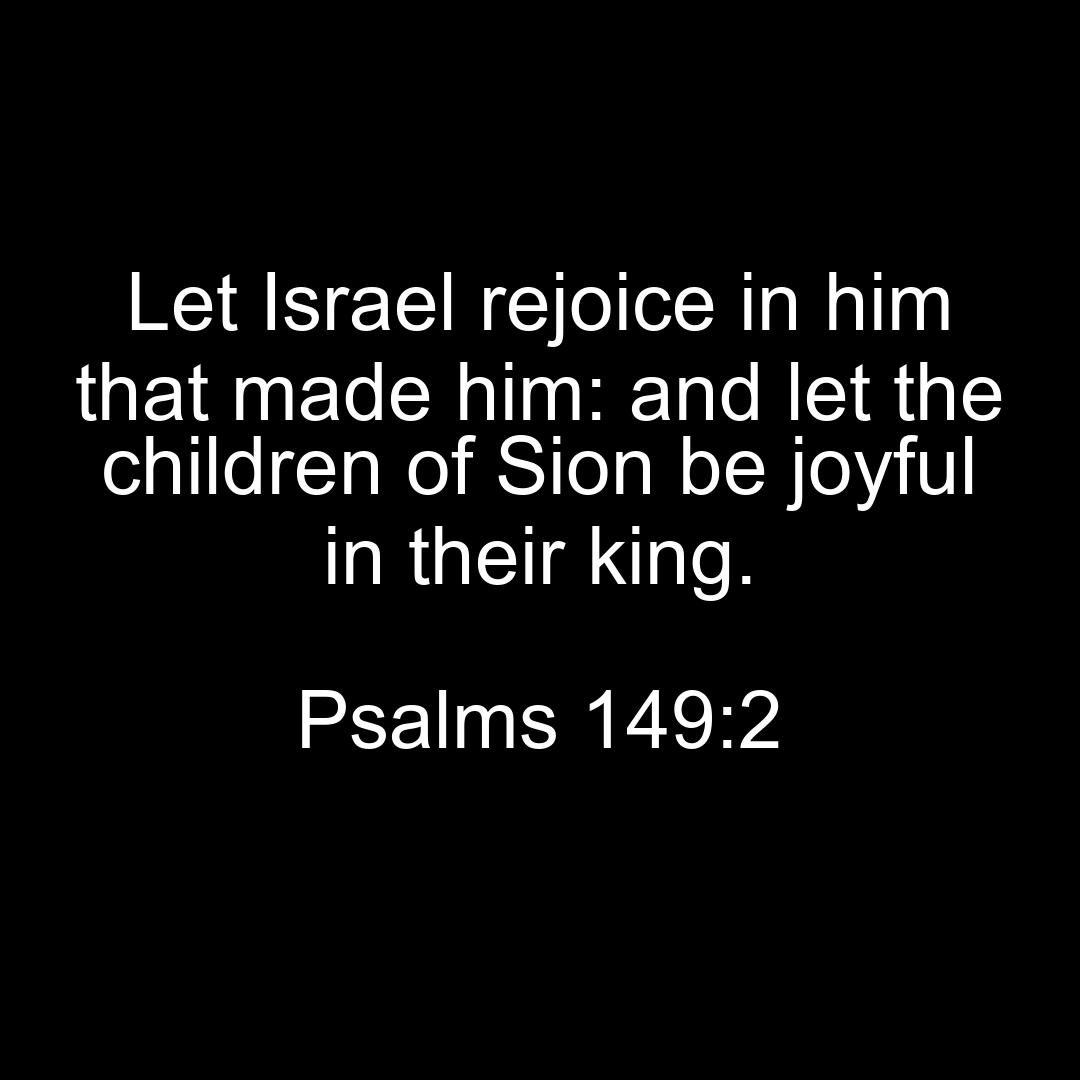 Let Israel rejoice in him
that made him: and let the
children of Sion be joyful
in their king.
Psalms 149:2